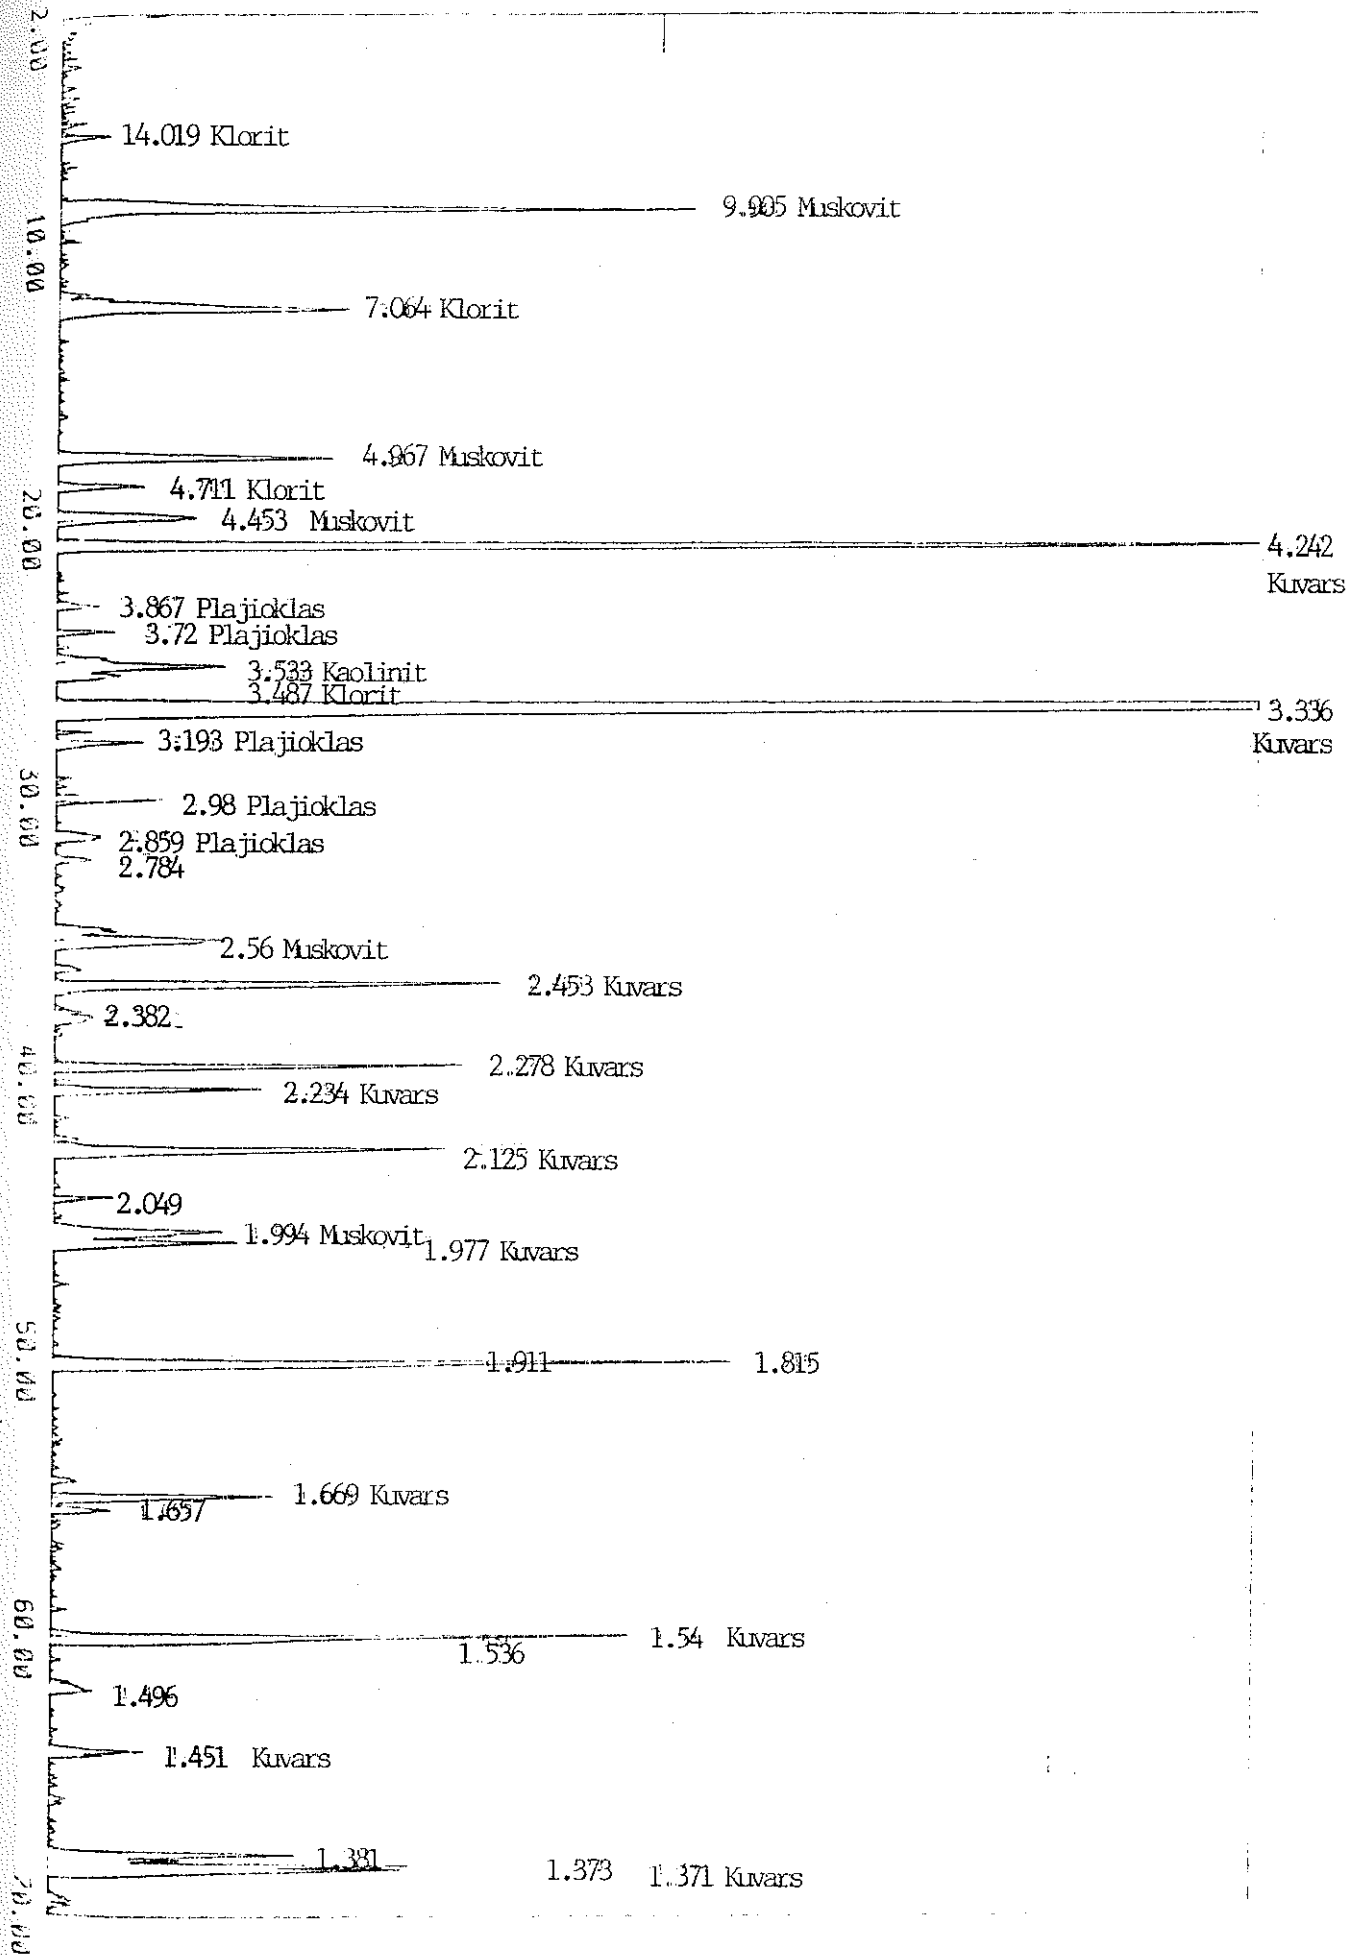 2.00
14.019 Klorit
9.905 Muskovit
10.00
7.064 Klorit
4.967 Muskovit
4.711 Klorit
4.453 Muskovit
20.00
4.242
Kuvars
3.867 Plajioklas
3.72 Plajioklas
3.533 Kaolinit
3.487 Klorit
3.336
Kuvars
3.193 Plajioklas
30.00
2.98 Plajioklas
2.859 Plajioklas
2.784
2.56 Muskovit
2.453 Kuvars
2.382
40.00
2.278 Kuvars
2.234 Kuvars
2.125 Kuvars
2.049
1.994 Muskovit
1.977 Kuvars
50.00
1.911 1.815
1.669 Kuvars
1.657
60.00
1.54 Kuvars
1.536
1.496
1.451 Kuvars
1.381
1.373 1.371 Kuvars
70.00